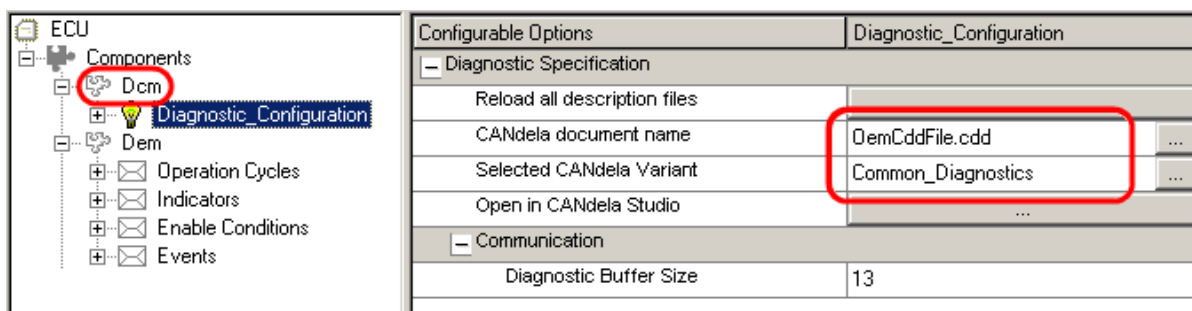 ECU
Components
Dcm
Diagnostic_Configuration
Dem
Operation Cycles
Indicators
Enable Conditions
Events
Configurable Options Diagnostic_Configuration
Diagnostic Specification
Reload all description files
CANdela document name OemCddFile.cdd ...
Selected CANdela Variant Common_Diagnostics ...
Open in CANdela Studio ...
Communication
Diagnostic Buffer Size 13